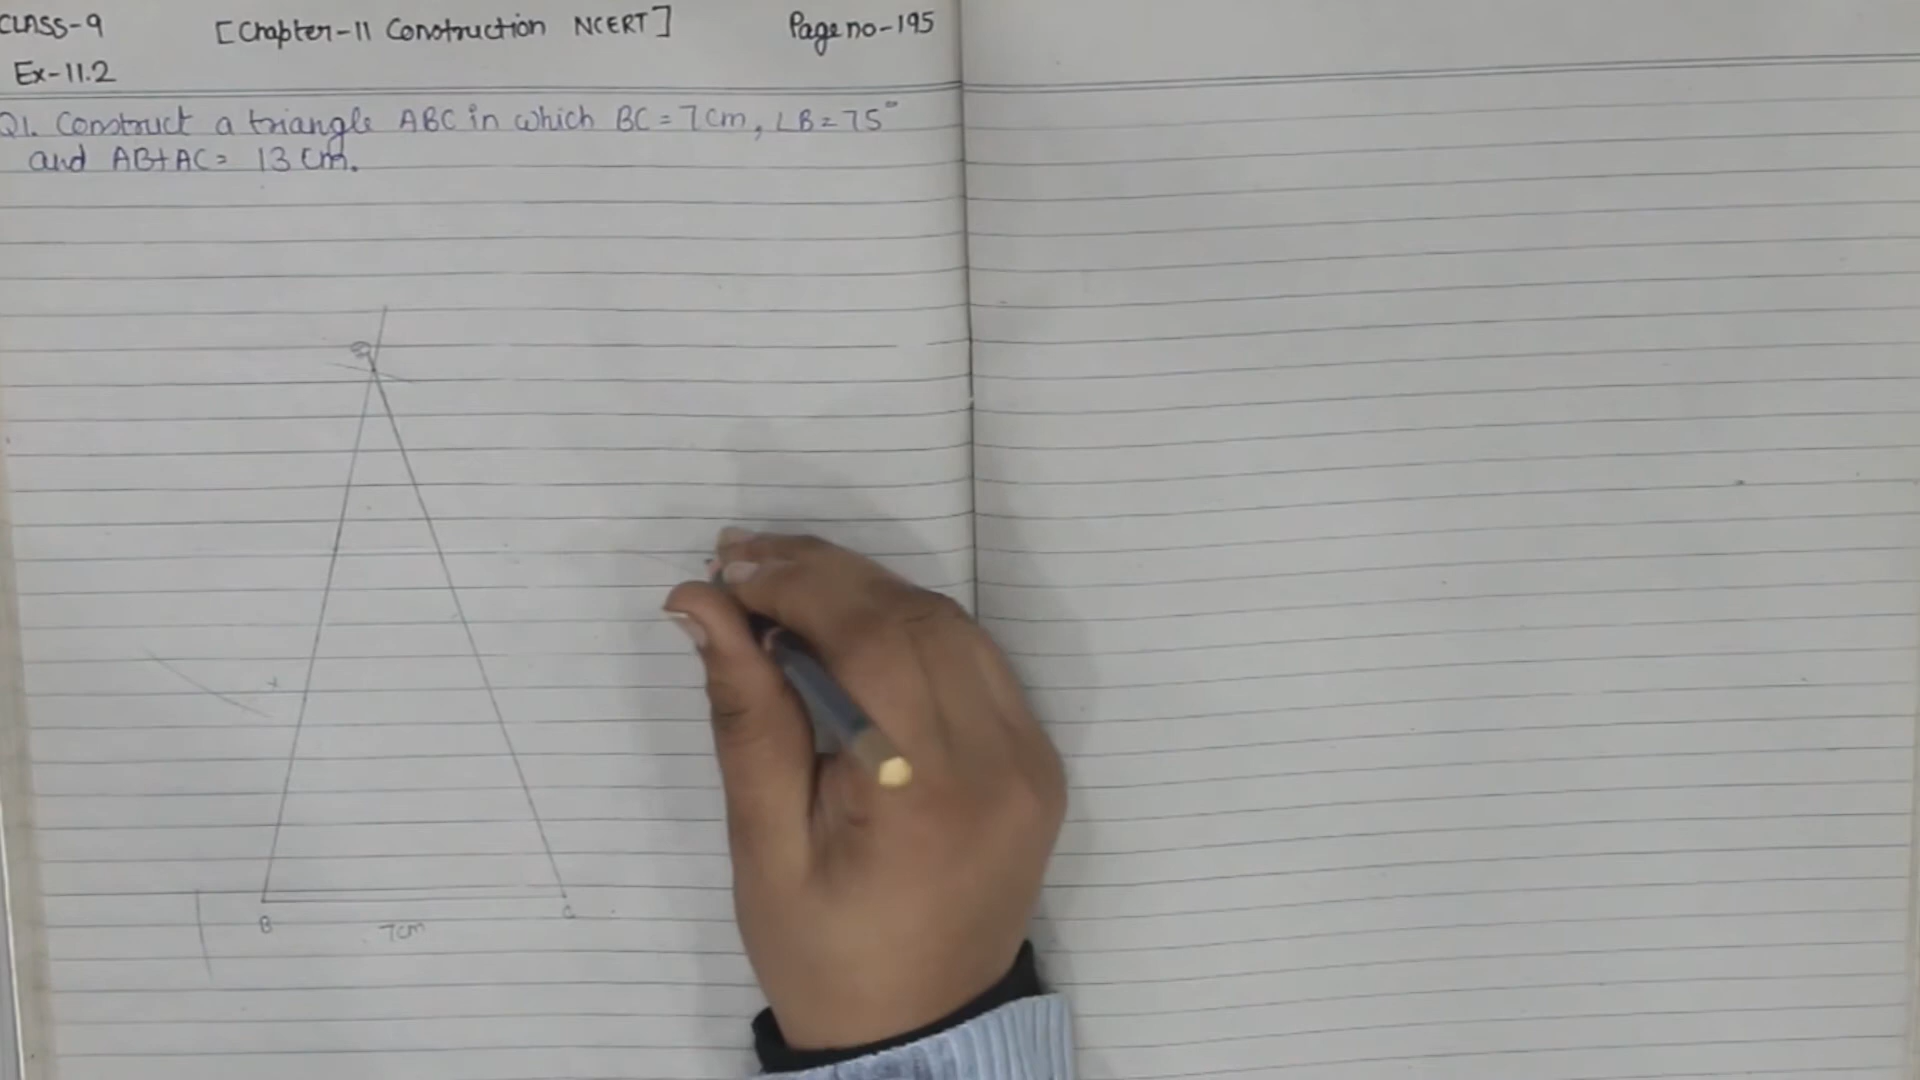 CLASS-9 [Chapter-11 Construction NCERT] Page no-195
Ex-11.2
Q1. Construct a triangle ABC in which BC = 7cm, ∠B = 75°
and AB+AC = 13 cm.
B C
7cm